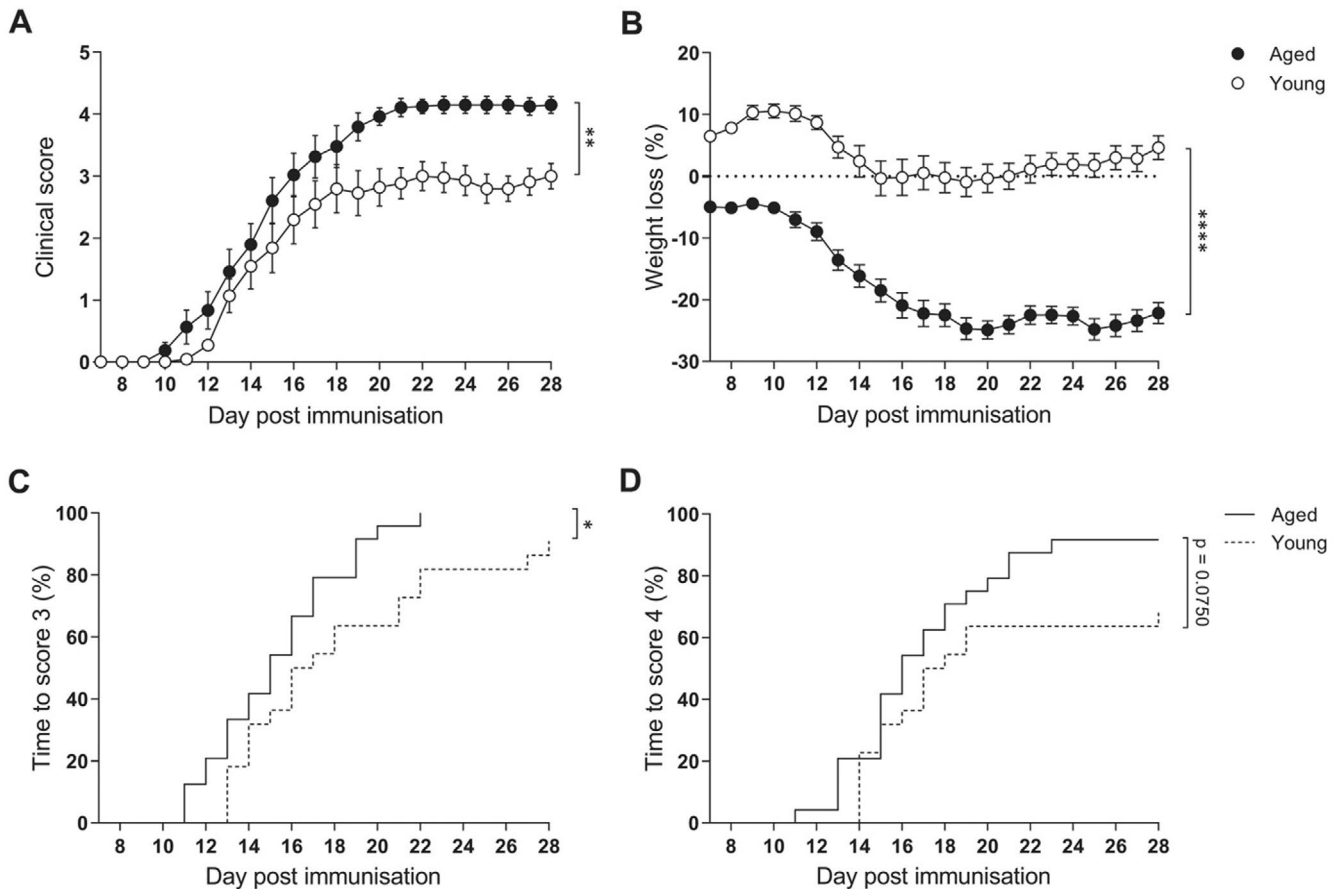 A
Clinical score
5
4
3
2
1
0
8 10 12 14 16 18 20 22 24 26 28
Day post immunisation
**
B
Weight loss (%)
20
10
0
-10
-20
-30
8 10 12 14 16 18 20 22 24 26 28
Day post immunisation
****
Aged
Young
C
Time to score 3 (%)
100
80
60
40
20
0
8 10 12 14 16 18 20 22 24 26 28
Day post immunisation
*
D
Time to score 4 (%)
100
80
60
40
20
0
8 10 12 14 16 18 20 22 24 26 28
Day post immunisation
p = 0.0750
Aged
Young